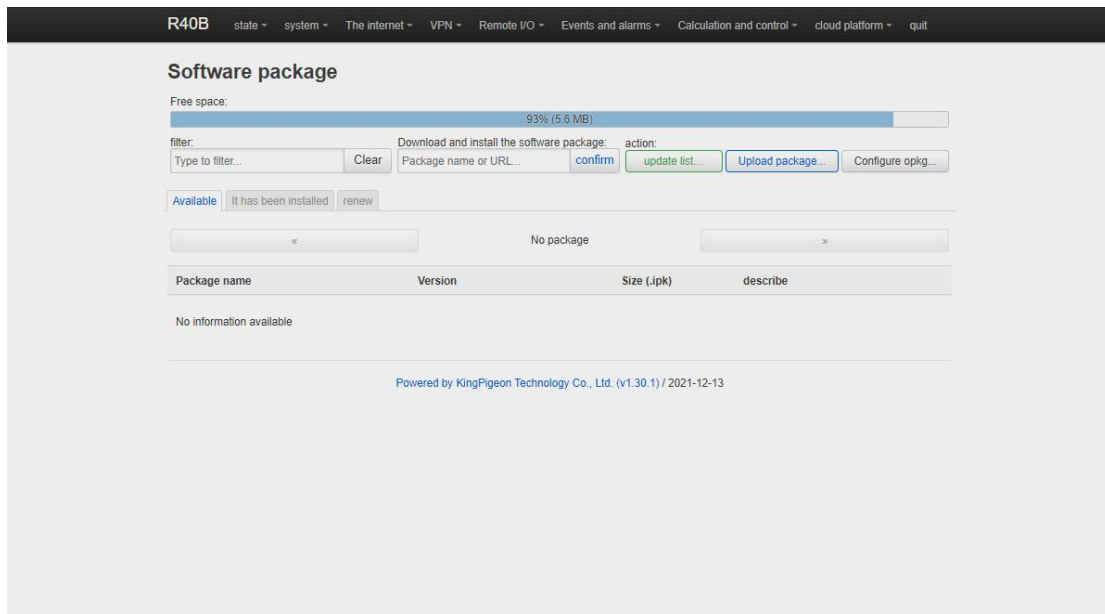 R40B state system The internet VPN Remote I/O Events and alarms Calculation and control cloud platform quit
Software package
Free space:
93% (5.6 MB)
filter: Download and install the software package: action:
Type to filter... Clear Package name or URL... confirm update list... Upload package... Configure opkg...
Available It has been installed renew
« No package »
Package name Version Size (.ipk) describe
No information available
Powered by KingPigeon Technology Co., Ltd. (v1.30.1) / 2021-12-13